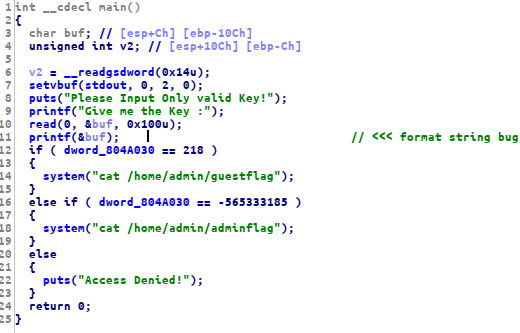 1 int __cdecl main()
2 {
3 char buf; // [esp+Ch] [ebp-10Ch]
4 unsigned int v2; // [esp+10Ch] [ebp-Ch]
5
6 v2 = __readgsdword(0x14u);
7 setvbuf(stdout, 0, 2, 0);
8 puts("Please Input Only valid Key!");
9 printf("Give me the Key :");
10 read(0, &buf, 0x100u);
11 printf(&buf); // <<< format string bug
12 if ( dword_804A030 == 218 )
13 {
14 system("cat /home/admin/guestflag");
15 }
16 else if ( dword_804A030 == -565333185 )
17 {
18 system("cat /home/admin/adminflag");
19 }
20 else
21 {
22 puts("Access Denied!");
23 }
24 return 0;
25 }